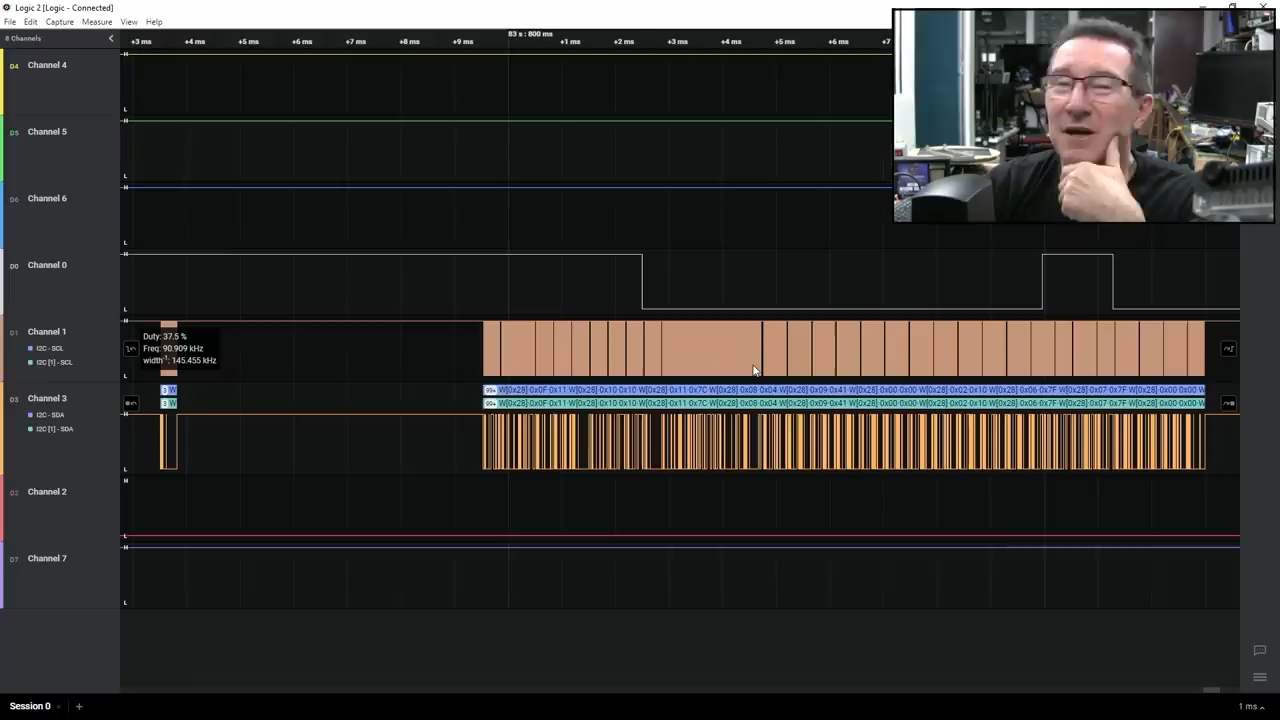 Logic 2 [Logic - Connected]
File Edit Capture Measure View Help
8 Channels
+3 ms +4 ms +5 ms +6 ms +7 ms +8 ms +9 ms 83 s : 800 ms +1 ms +2 ms +3 ms +4 ms +5 ms +6 ms +7
D4 Channel 4
H
L
D5 Channel 5
H
L
D6 Channel 6
H
L
D0 Channel 0
H
L
D1 Channel 1
H
I2C - SCL
I2C [1] - SCL
L
Duty: 37.5 %
Freq: 90.909 kHz
width⁻¹: 145.455 kHz
D3 Channel 3
3 W
99+ W[0x28]·0x0F·0x11·W[0x28]·0x10·0x10·W[0x28]·0x11·0x7C·W[0x28]·0x08·0x04·W[0x28]·0x09·0x41·W[0x28]·0x00·0x00·W[0x28]·0x02·0x10·W[0x28]·0x06·0x7F·W[0x28]·0x07·0x7F·W[0x28]·0x00·0x00·W
3 W
99+ W[0x28]·0x0F·0x11·W[0x28]·0x10·0x10·W[0x28]·0x11·0x7C·W[0x28]·0x08·0x04·W[0x28]·0x09·0x41·W[0x28]·0x00·0x00·W[0x28]·0x02·0x10·W[0x28]·0x06·0x7F·W[0x28]·0x07·0x7F·W[0x28]·0x00·0x00·W
H
I2C - SDA
I2C [1] - SDA
L
D2 Channel 2
H
L
D7 Channel 7
H
L
Session 0
1 ms